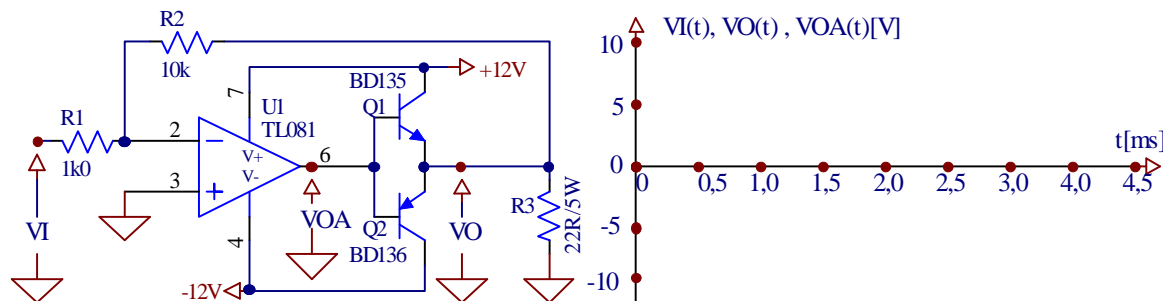 R2
10k
R1
1k0
VI
2
3
7
4
U1
TL081
V+
V-
6
VOA
-12V
+12V
BD135
Q1
Q2
BD136
VO
R3
22R/5W
VI(t), VO(t) , VOA(t)[V]
10
5
0
-5
-10
t[ms]
0
0,5
1,0
1,5
2,0
2,5
3,0
4,0
4,5